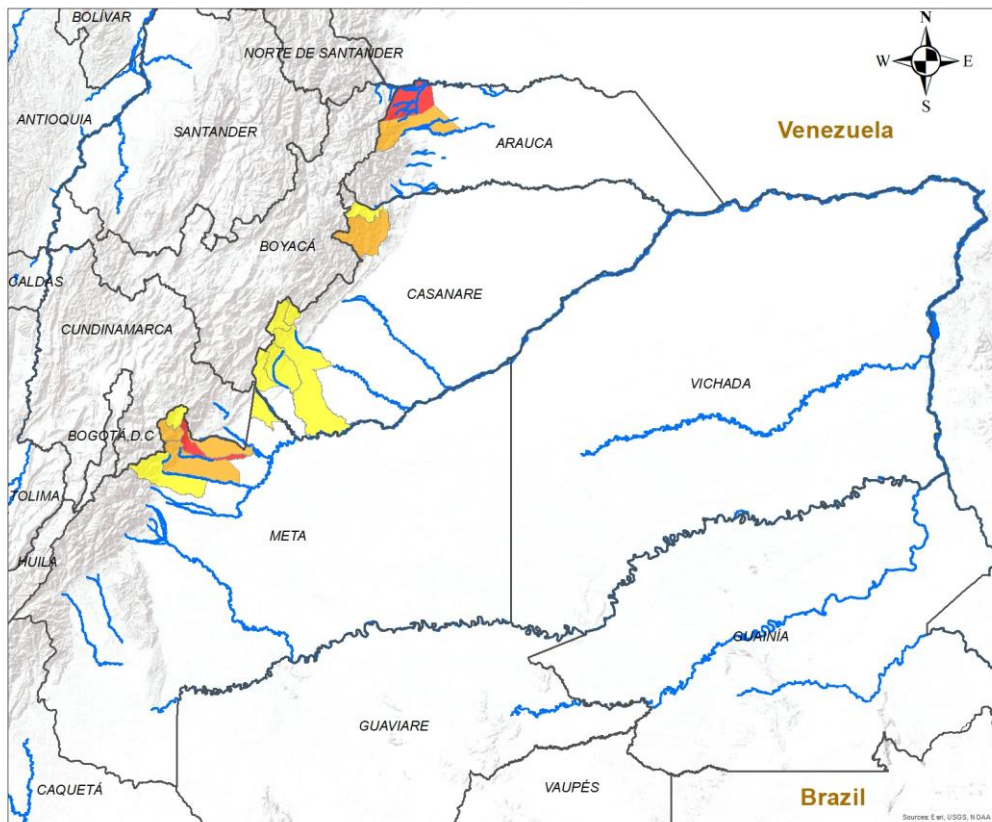 BOLÍVAR
N
NORTE DE SANTANDER
W
E
S
ANTIOQUIA
SANTANDER
Venezuela
ARAUCA
BOYACÁ
CALDAS
CASANARE
CUNDINAMARCA
VICHADA
BOGOTÁ.D.C
TOLIMA
META
HUILA
GUAINÍA
GUAVIARE
CAQUETÁ
VAUPÉS
Brazil
Sources: Esri, USGS, NOAA